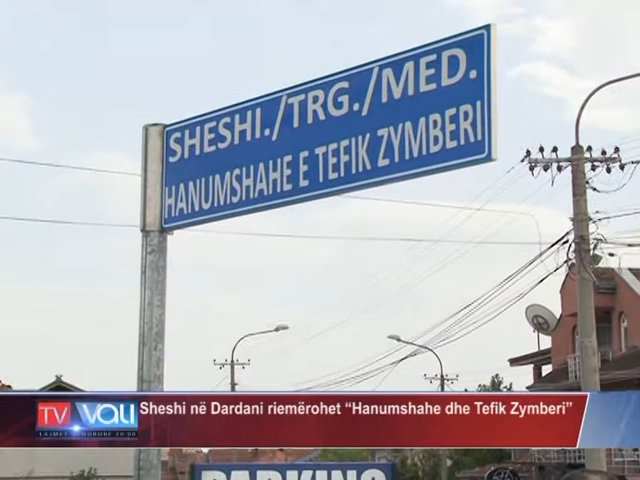 SHESHI./TRG./MED.
HANUMSHAHE E TEFIK ZYMBERI
TV VALI
Sheshi në Dardani riemërohet “Hanumshahe dhe Tefik Zymberi”
PARKING